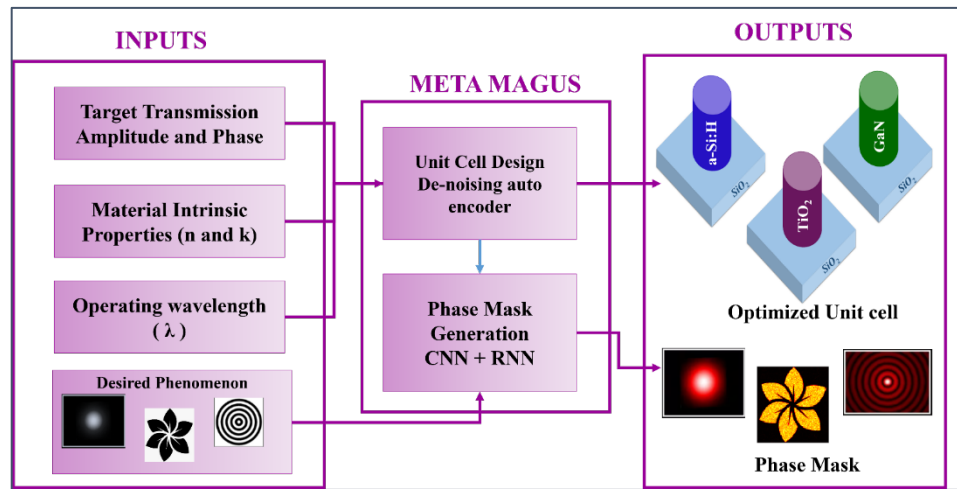 INPUTS
Target Transmission
Amplitude and Phase
Material Intrinsic
Properties (n and k)
Operating wavelength
( λ )
Desired Phenomenon
META MAGUS
Unit Cell Design
De-noising auto
encoder
Phase Mask
Generation
CNN + RNN
OUTPUTS
a-Si:H
SiO₂
GaN
SiO₂
TiO₂
SiO₂
Optimized Unit cell
Phase Mask